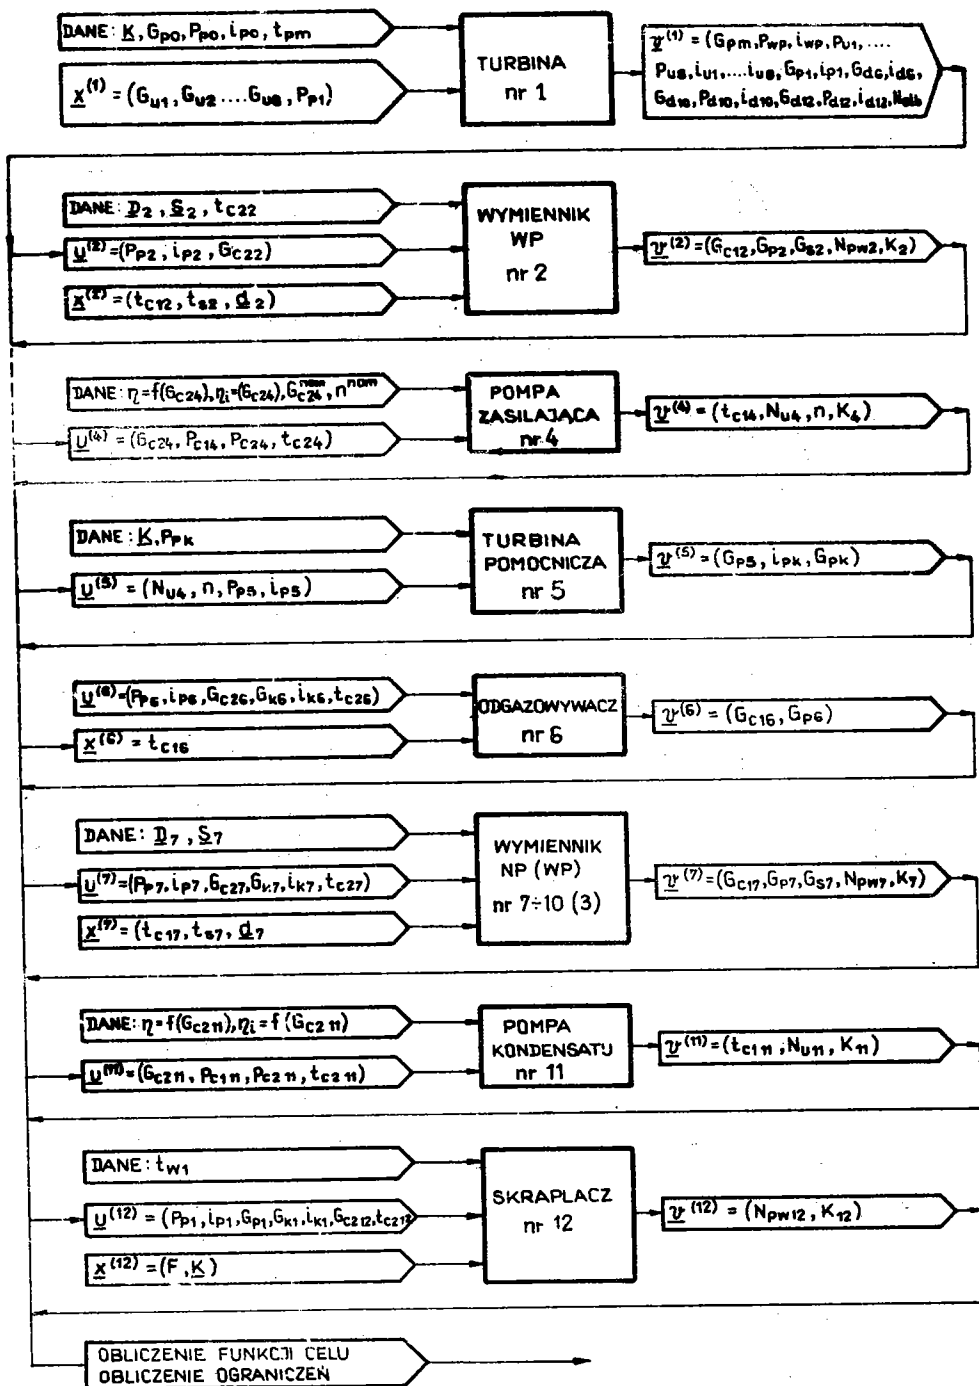 DANE: K, Gpo, Ppo, ipo, tpm
x(1) = (Gu1, Gu2 .... Gu8, Pp1)
TURBINA
nr 1
v(1) = (Gpm, Pwp, iwp, Pu1, ....
Pu8, iu1, .... iu8, Gp1, ip1, Gd6, id6,
Gd10, Pd10, id10, Gd12, Pd12, id12, Nelb
DANE: D2, S2, tc22
u(2) = (Pp2, ip2, Gc22)
x(2) = (tc12, ts2, d2)
WYMIENNIK
WP
nr 2
v(2) = (Gc12, Gp2, Gs2, Npw2, K2)
DANE: η = f(Gc24), ηi = (Gc24), Gc24nom, nnom
u(4) = (Gc24, Pc14, Pc24, tc24)
POMPA
ZASILAJĄCA
nr 4
v(4) = (tc14, Nu4, n, K4)
DANE: K, Ppk
u(5) = (Nu4, n, Pp5, ip5)
TURBINA
POMOCNICZA
nr 5
v(5) = (Gp5, ipk, Gpk)
u(6) = (Pp6, ip6, Gc26, Gk6, ik6, tc26)
x(6) = tc16
ODGAZOWYWACZ
nr 6
v(6) = (Gc16, Gp6)
DANE: D7, S7
u(7) = (Pp7, ip7, Gc27, Gk7, ik7, tc27)
x(7) = (tc17, ts7, d7
WYMIENNIK
NP (WP)
nr 7÷10 (3)
v(7) = (Gc17, Gp7, Gs7, Npw7, K7)
DANE: η = f(Gc211), ηi = f(Gc211)
u(11) = (Gc211, Pc111, Pc211, tc211)
POMPA
KONDENSATU
nr 11
v(11) = (tc111, Nu11, K11)
DANE: tw1
u(12) = (Pp1, ip1, Gp1, Gk1, ik1, Gc212, tc212
x(12) = (F, K)
SKRAPLACZ
nr 12
v(12) = (Npw12, K12)
OBLICZENIE FUNKCJI CELU
OBLICZENIE OGRANICZEŃ